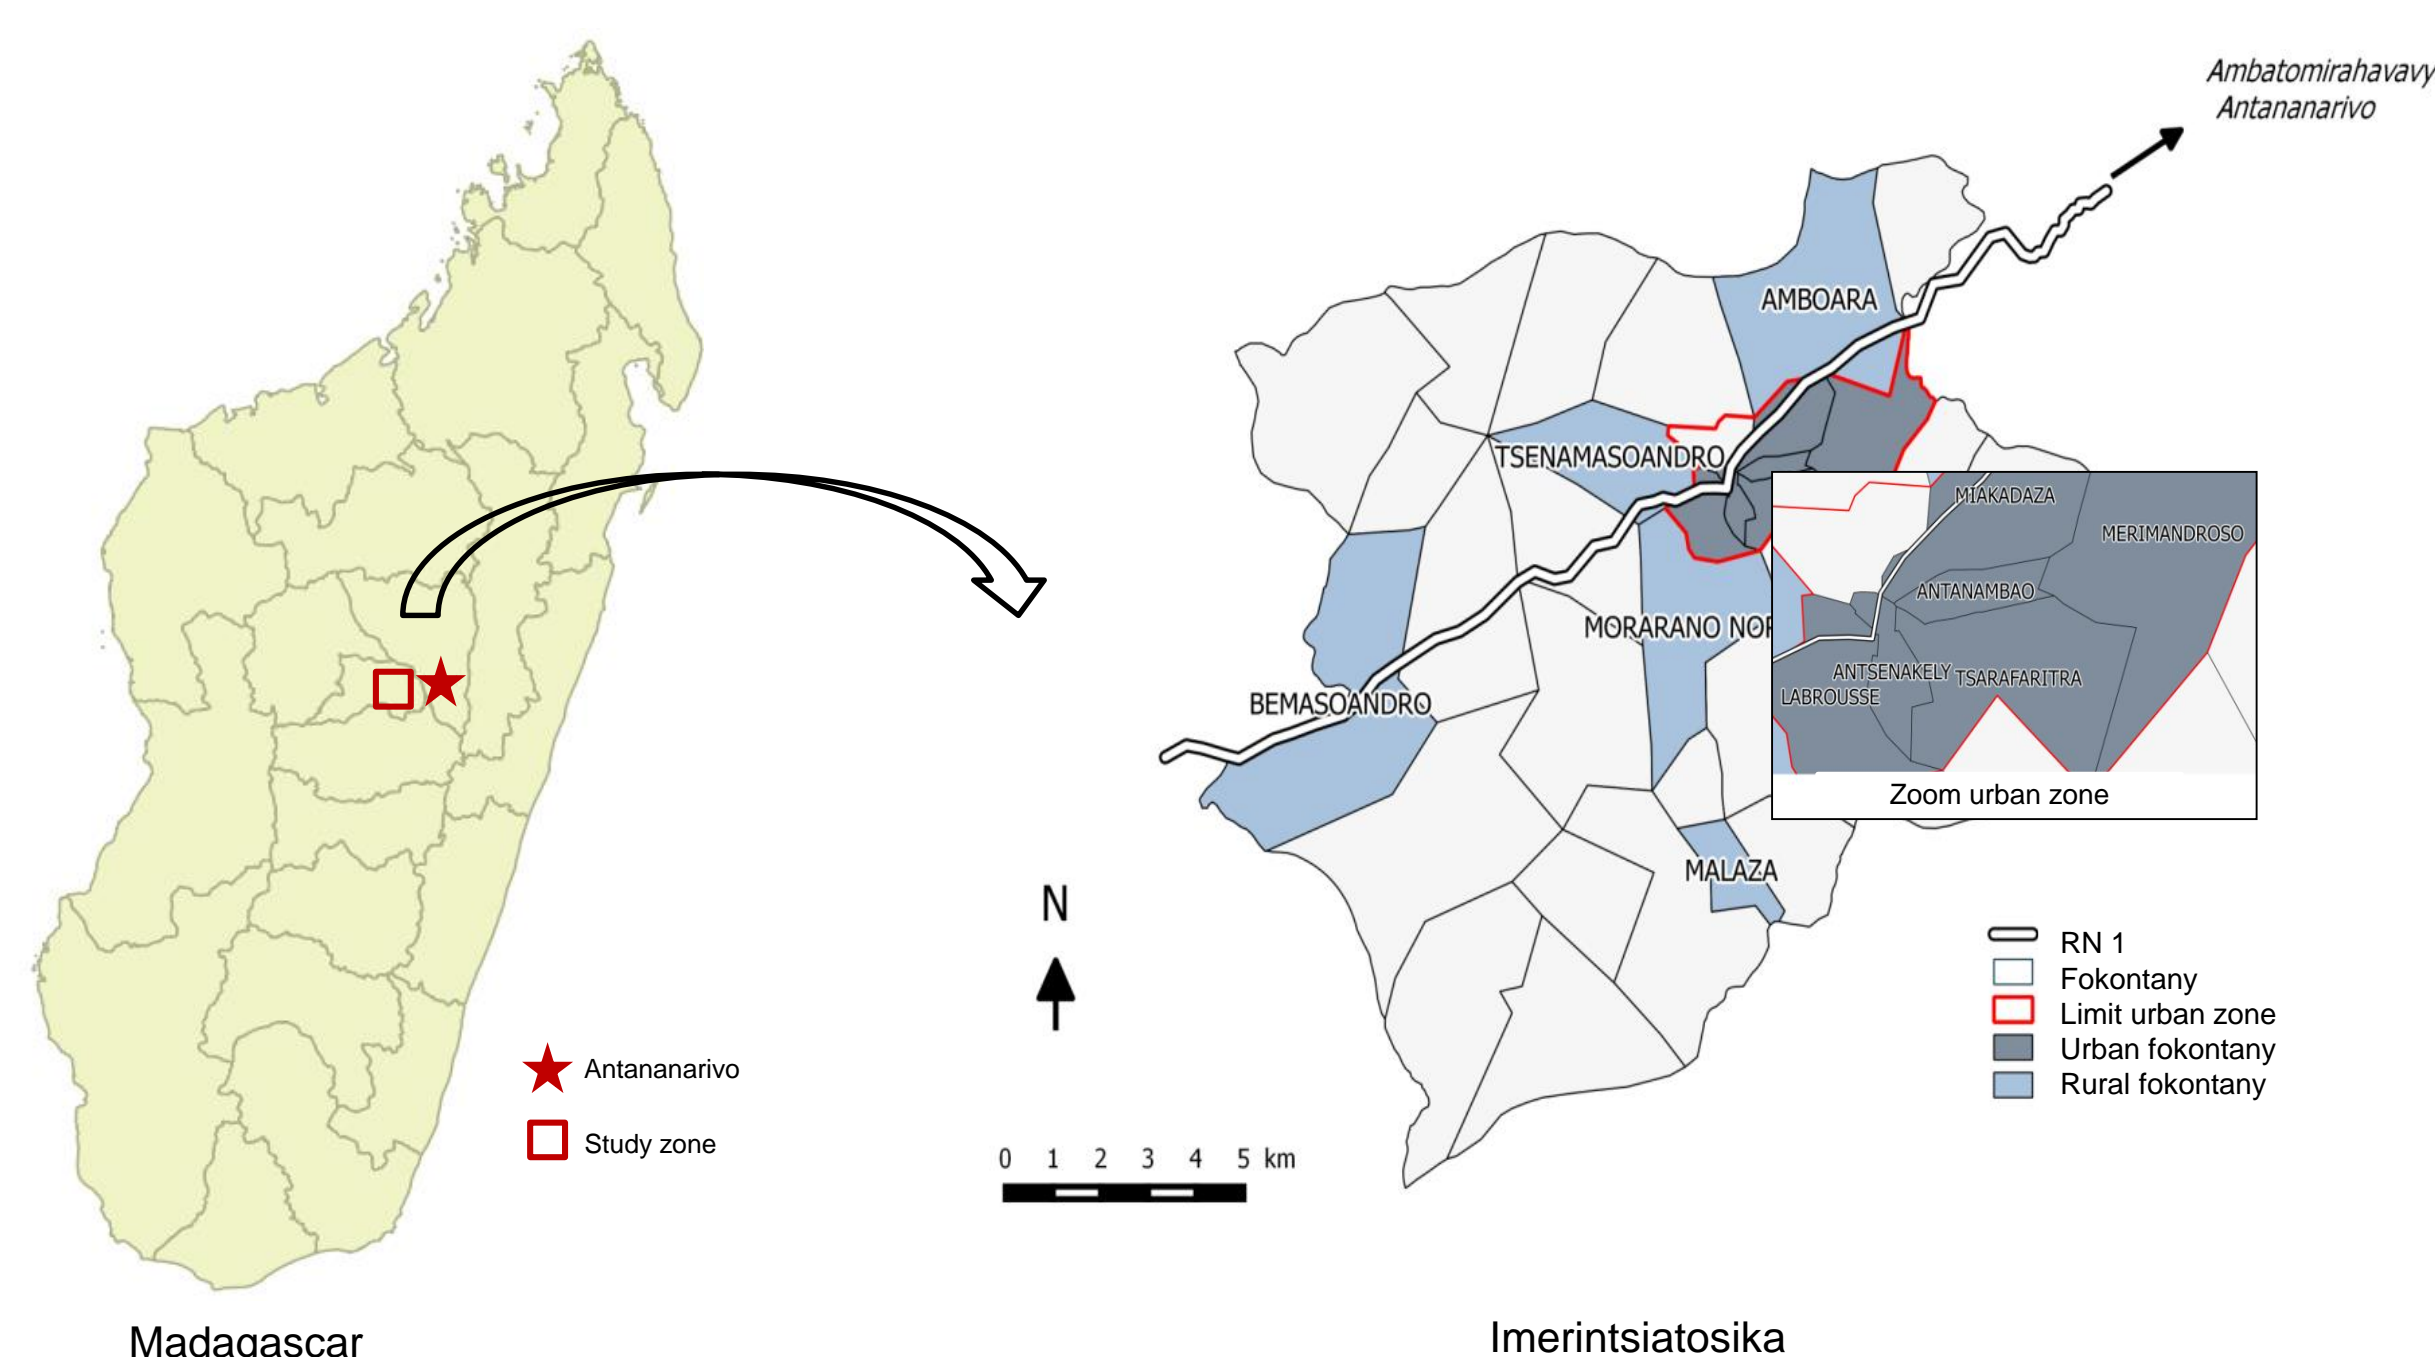 Ambatomirahavavy
Antananarivo
AMBOARA
TSENAMASOANDRO
MORARANO NOR
BEMASOANDRO
MALAZA
MIAKADAZA
MERIMANDROSO
ANTANAMBAO
ANTSENAKELY
TSARAFARITRA
LABROUSSE
Zoom urban zone
N
0 1 2 3 4 5 km
RN 1
Fokontany
Limit urban zone
Urban fokontany
Rural fokontany
Antananarivo
Study zone
Madagascar
Imerintsiatosika